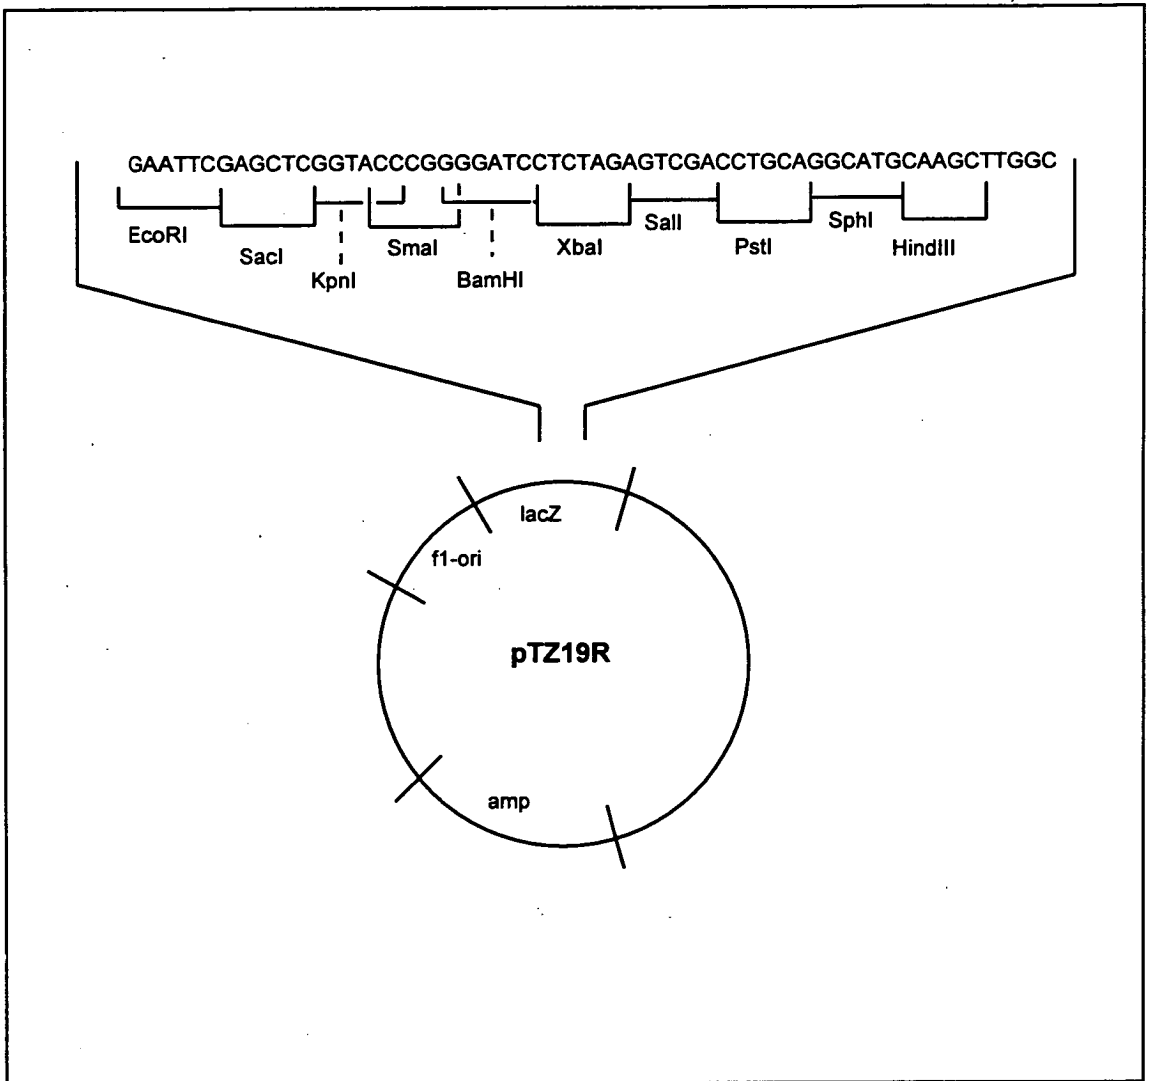 GAATTCGAGCTCGGTACCCGGGGATCCTCTAGAGTCGACCTGCAGGCATGCAAGCTTGGC
EcoRI SacI KpnI SmaI BamHI XbaI SalI PstI SphI HindIII
lacZ
f1-ori
pTZ19R
amp